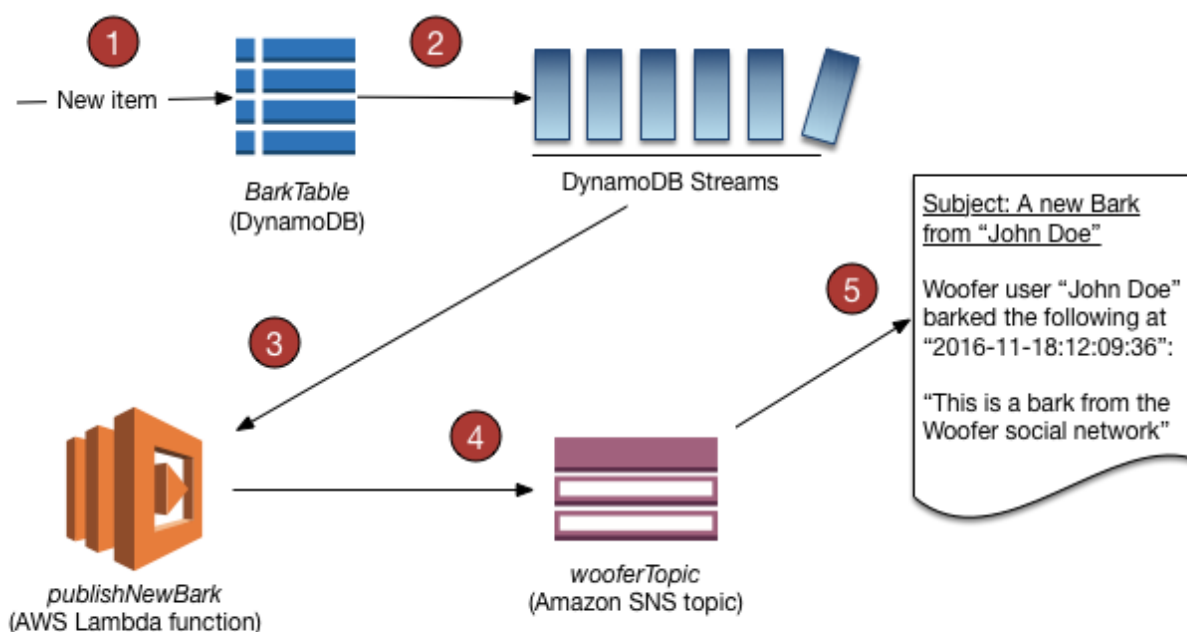 1
2
New item
BarkTable
(DynamoDB)
DynamoDB Streams
Subject: A new Bark
from “John Doe”
Woofer user “John Doe”
barked the following at
“2016-11-18:12:09:36”:
“This is a bark from the
Woofer social network”
3
4
5
publishNewBark
(AWS Lambda function)
wooferTopic
(Amazon SNS topic)